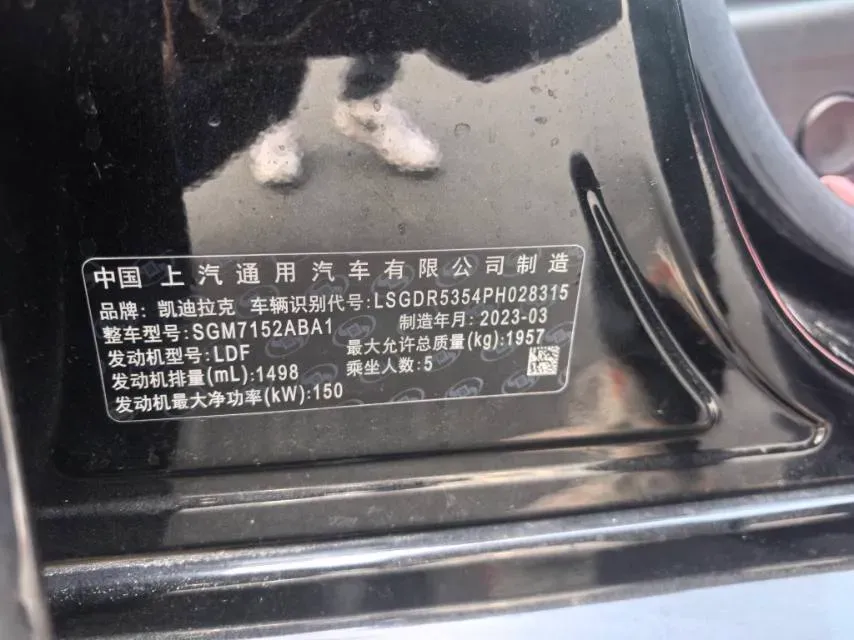 中国 上汽通用汽车有限公司制造
品牌: 凯迪拉克 车辆识别代号:LSGDR5354PH028315
整车型号:SGM7152ABA1 制造年月:2023-03
发动机型号:LDF 最大允许总质量(kg):1957
发动机排量(mL):1498 乘坐人数:5
发动机最大净功率(kW):150